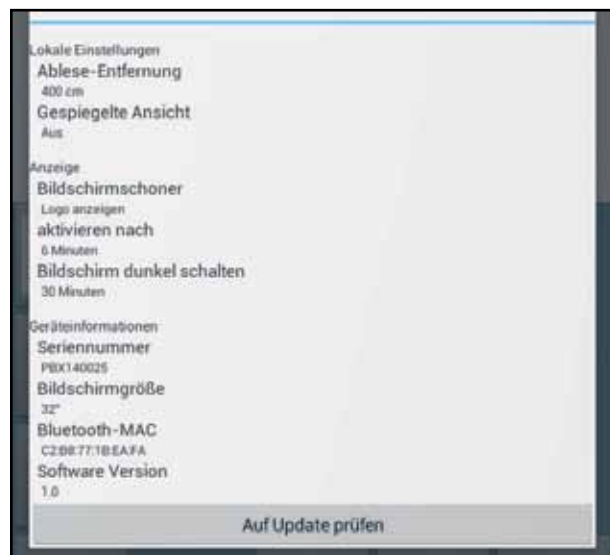 Lokale Einstellungen
Ablese-Entfernung
400 cm
Gespiegelte Ansicht
Aus
Anzeige
Bildschirmschoner
Logo anzeigen
aktivieren nach
6 Minuten
Bildschirm dunkel schalten
30 Minuten
Geräteinformationen
Seriennummer
PBX140025
Bildschirmgröße
32"
Bluetooth-MAC
C2:B8:77:1B:EA:FA
Software Version
1.0
Auf Update prüfen